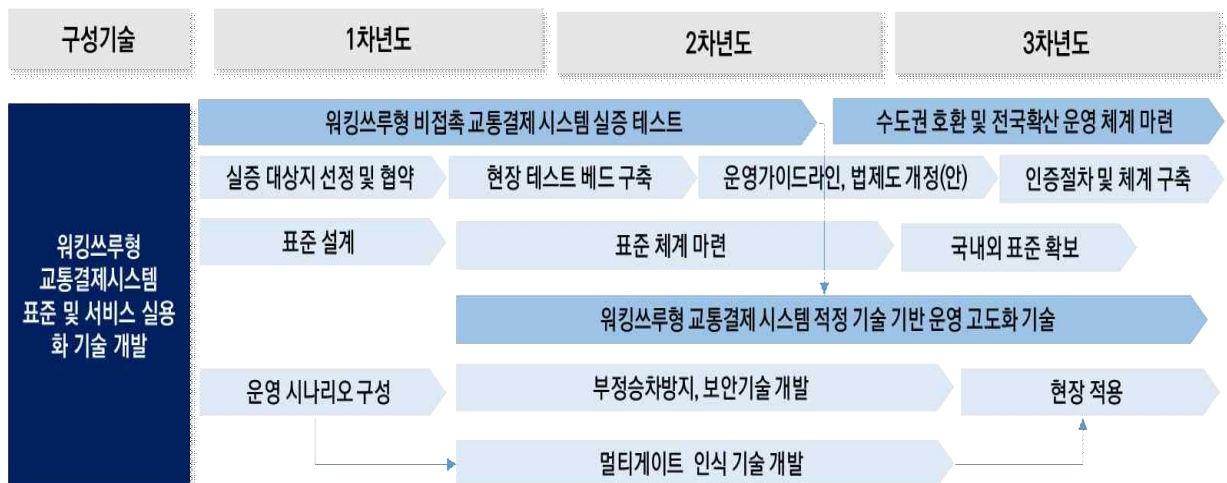 구성기술
1차년도
2차년도
3차년도
워킹쓰루형 비접촉 교통결제 시스템 실증 테스트
수도권 호환 및 전국확산 운영 체계 마련
실증 대상지 선정 및 협약
현장 테스트 베드 구축
운영가이드라인, 법제도 개정(안)
인증절차 및 체계 구축
워킹쓰루형
교통결제시스템
표준 및 서비스 실용
화 기술 개발
표준 설계
표준 체계 마련
국내외 표준 확보
워킹쓰루형 교통결제 시스템 적정 기술 기반 운영 고도화 기술
운영 시나리오 구성
부정승차방지, 보안기술 개발
현장 적용
멀티게이트 인식 기술 개발